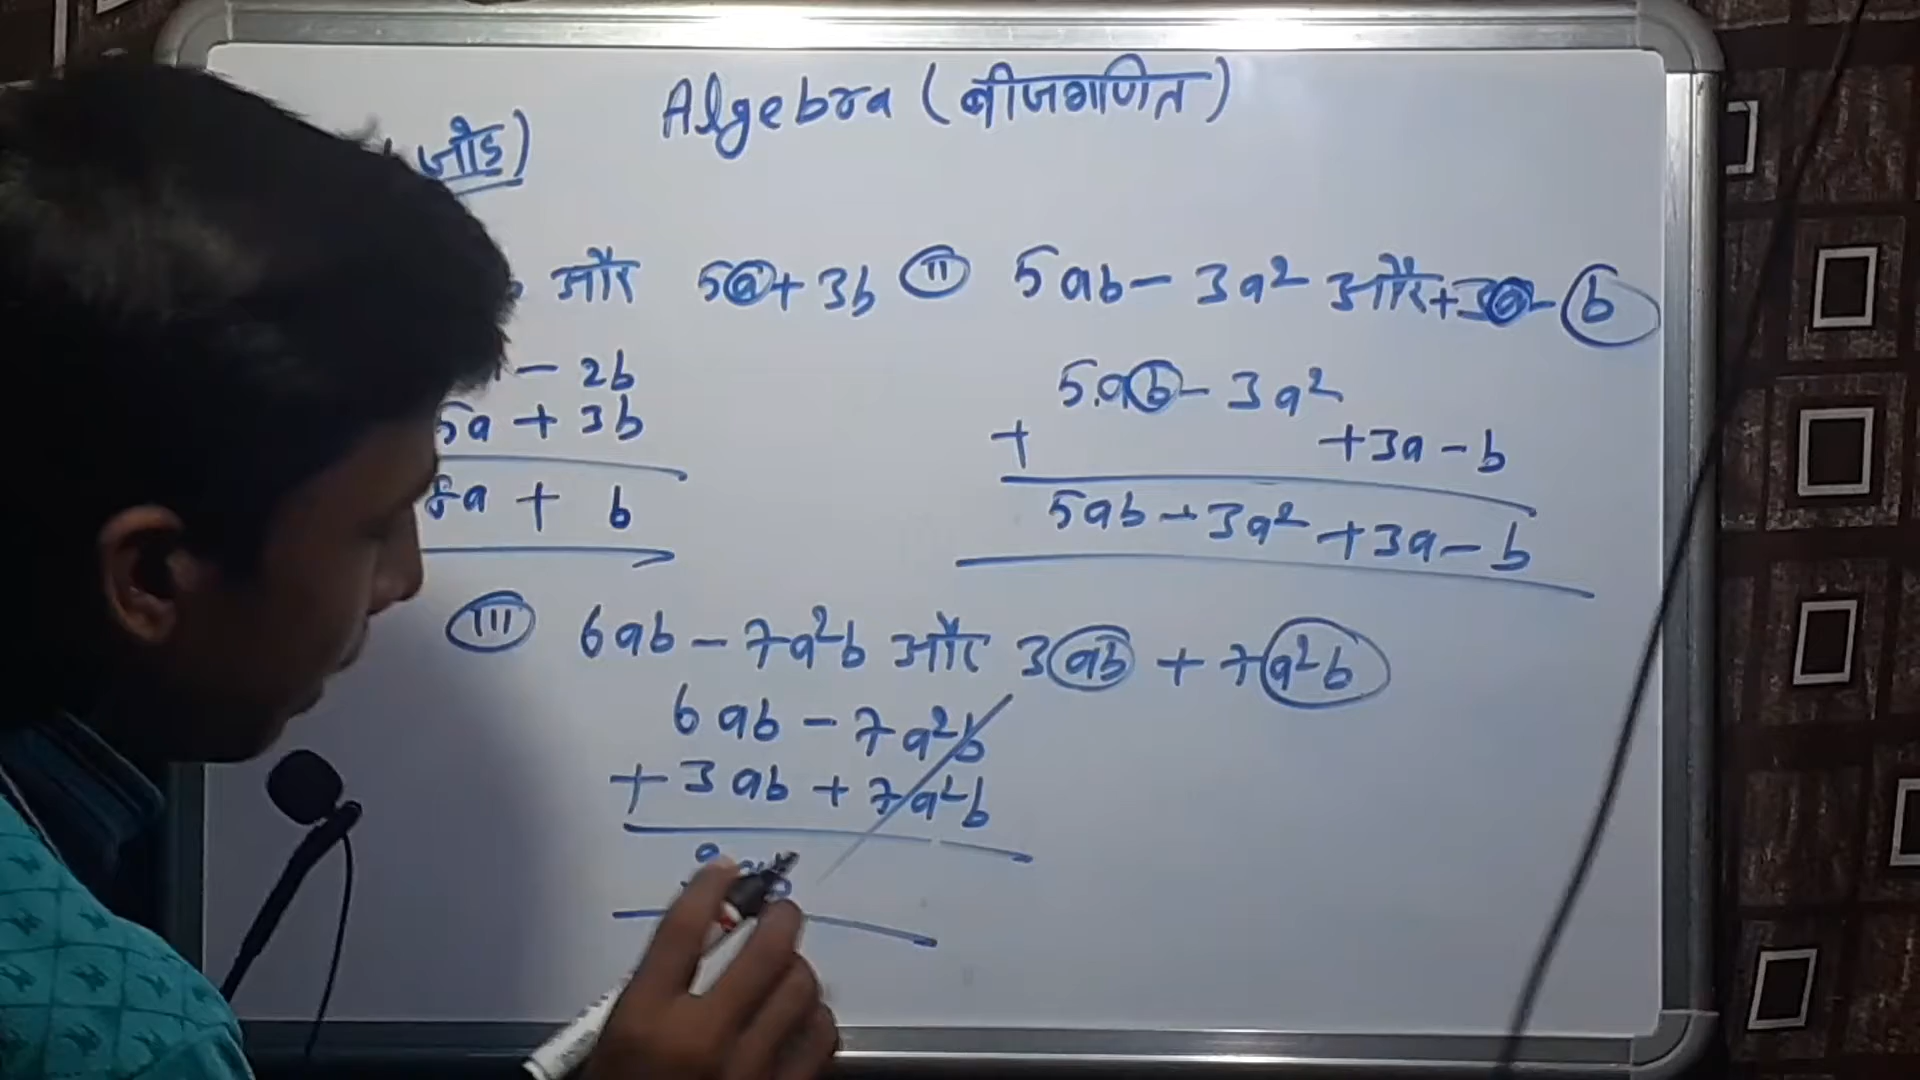 Algebra (बीजगणित)
जोड़)
और 5a + 3b
- 2b
5a + 3b
8a + b
II 5ab - 3a² और +3a - b
5ab - 3a²
+ +3a - b
5ab - 3a² + 3a - b
III 6ab - 7a²b और 3ab + 7a²b
6ab - 7a²b
+ 3ab + 7a²b